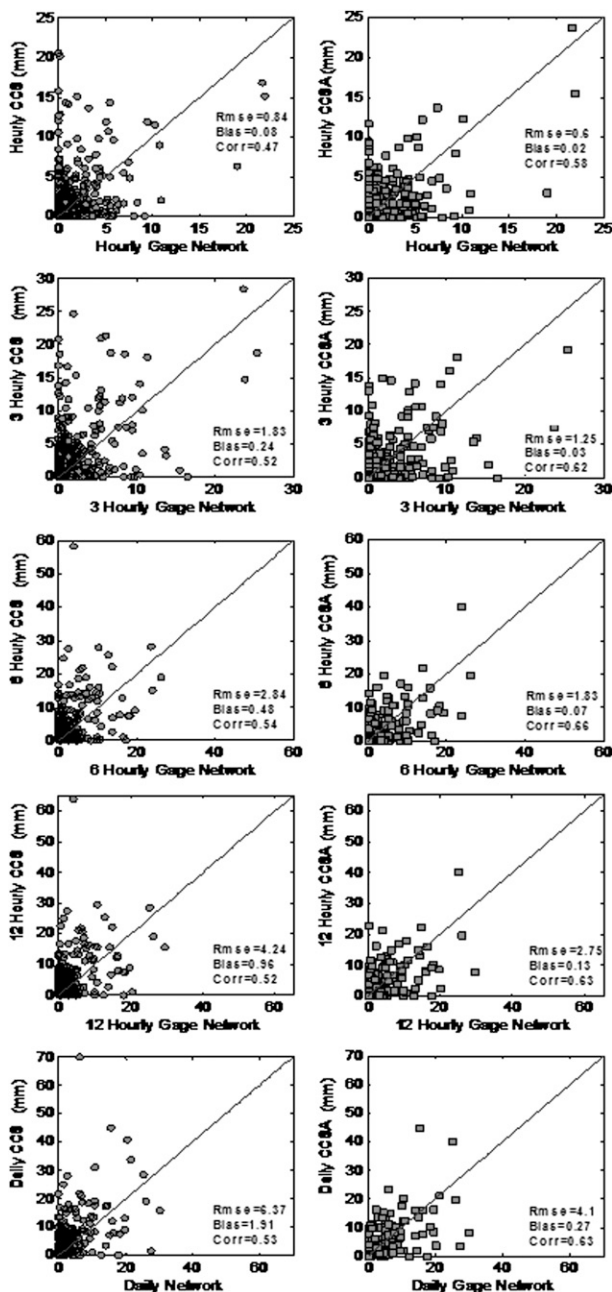 Hourly CCS (mm)
25
20
15
10
5
0
Rmse=0.84
Bias=0.08
Corr=0.47
0 5 10 15 20 25
Hourly Gage Network
Hourly CCSA (mm)
25
20
15
10
5
0
Rmse=0.6
Bias=0.02
Corr=0.58
0 5 10 15 20 25
Hourly Gage Network
3 Hourly CCS (mm)
30
25
20
15
10
5
0
Rmse=1.83
Bias=0.24
Corr=0.52
0 10 20 30
3 Hourly Gage Network
3 Hourly CCSA (mm)
30
25
20
15
10
5
0
Rmse=1.25
Bias=0.03
Corr=0.62
0 10 20 30
3 Hourly Gage Network
6 Hourly CCS (mm)
60
50
40
30
20
10
0
Rmse=2.84
Bias=0.48
Corr=0.54
0 20 40 60
6 Hourly Gage Network
6 Hourly CCSA (mm)
60
50
40
30
20
10
0
Rmse=1.83
Bias=0.07
Corr=0.66
0 20 40 60
6 Hourly Gage Network
12 Hourly CCS (mm)
60
50
40
30
20
10
0
Rmse=4.24
Bias=0.96
Corr=0.52
0 20 40 60
12 Hourly Gage Network
12 Hourly CCSA (mm)
60
50
40
30
20
10
0
Rmse=2.75
Bias=0.13
Corr=0.63
0 20 40 60
12 Hourly Gage Network
Daily CCS (mm)
70
60
50
40
30
20
10
0
Rmse=6.37
Bias=1.91
Corr=0.53
0 20 40 60
Daily Network
Daily CCSA (mm)
70
60
50
40
30
20
10
0
Rmse=4.1
Bias=0.27
Corr=0.63
0 20 40 60
Daily Gage Network